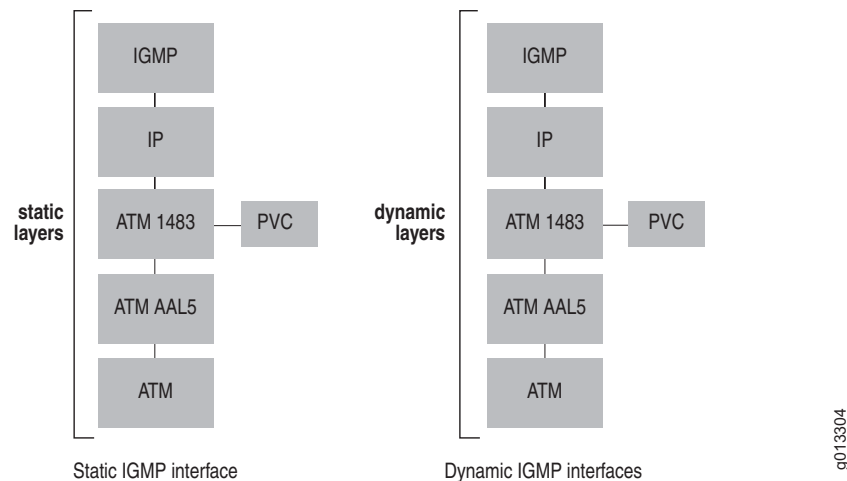 IGMP
IP
static
layers
ATM 1483
PVC
ATM AAL5
ATM
Static IGMP interface
IGMP
IP
dynamic
layers
ATM 1483
PVC
ATM AAL5
ATM
Dynamic IGMP interfaces
g013304